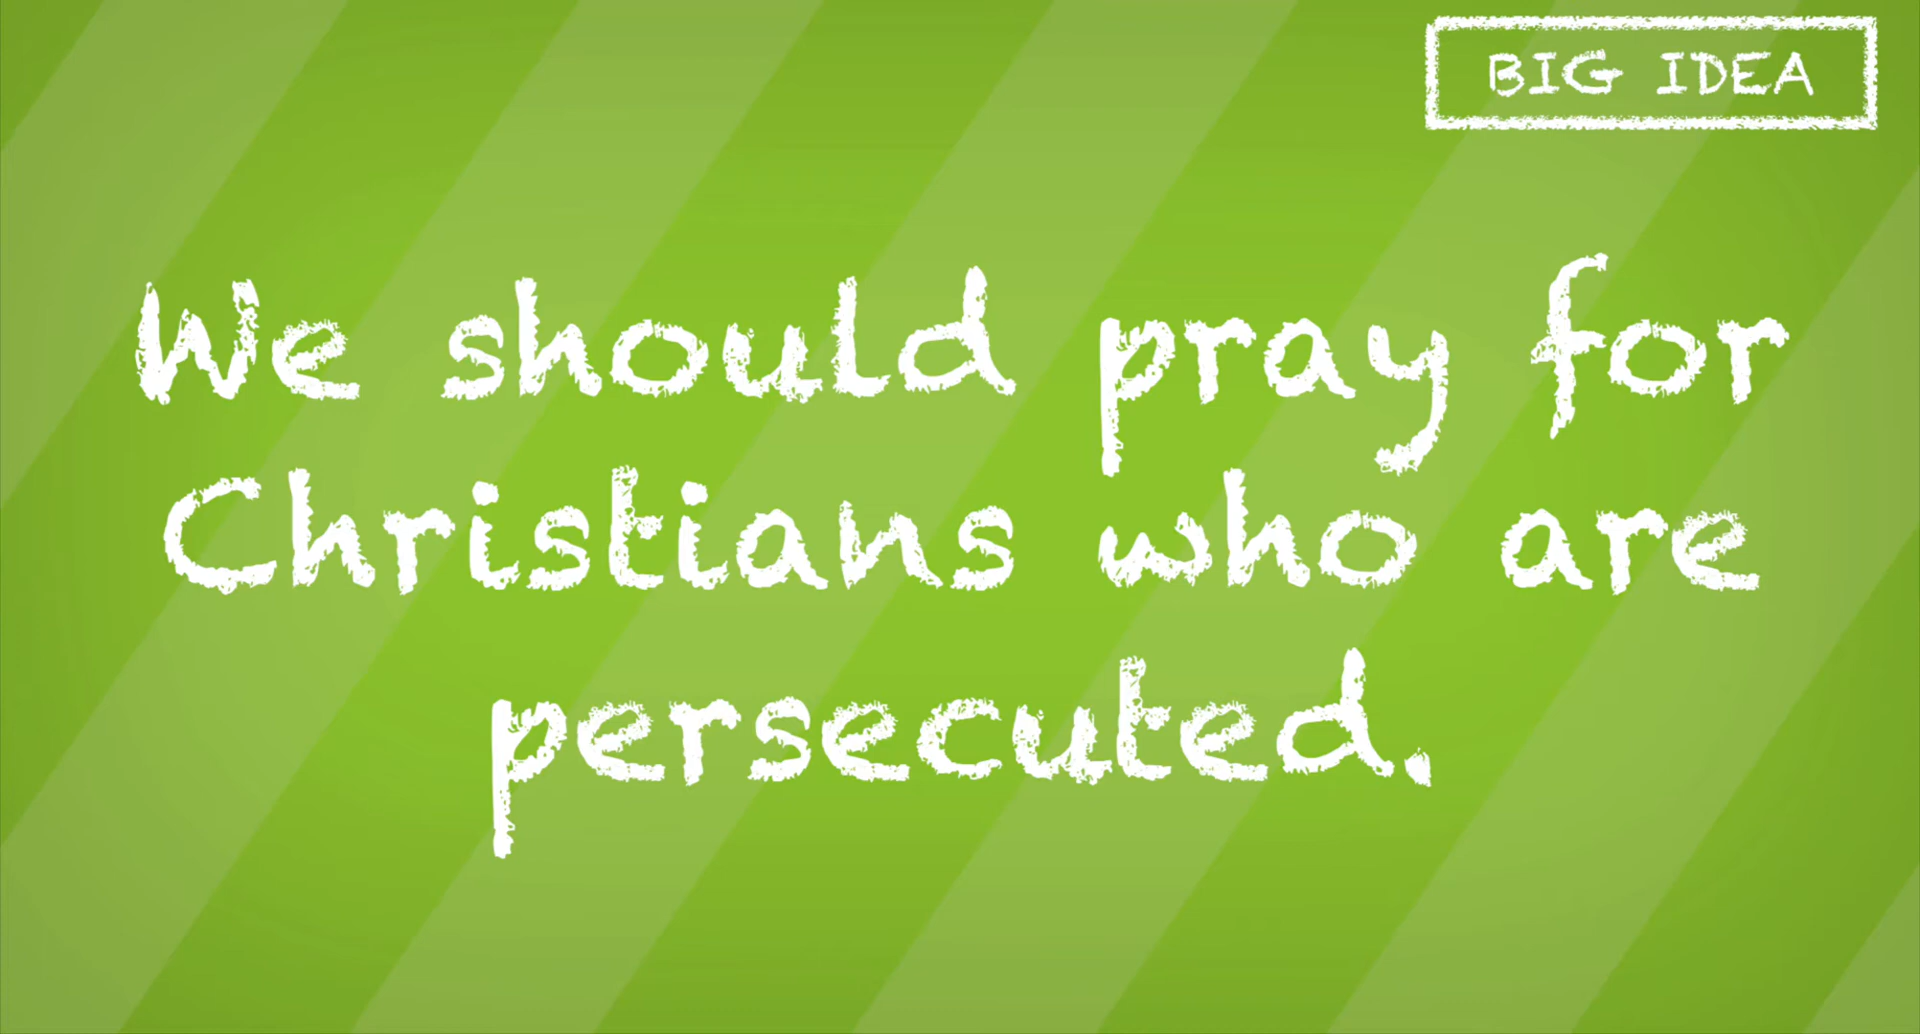 BIG IDEA
We should pray for
Christians who are
persecuted.